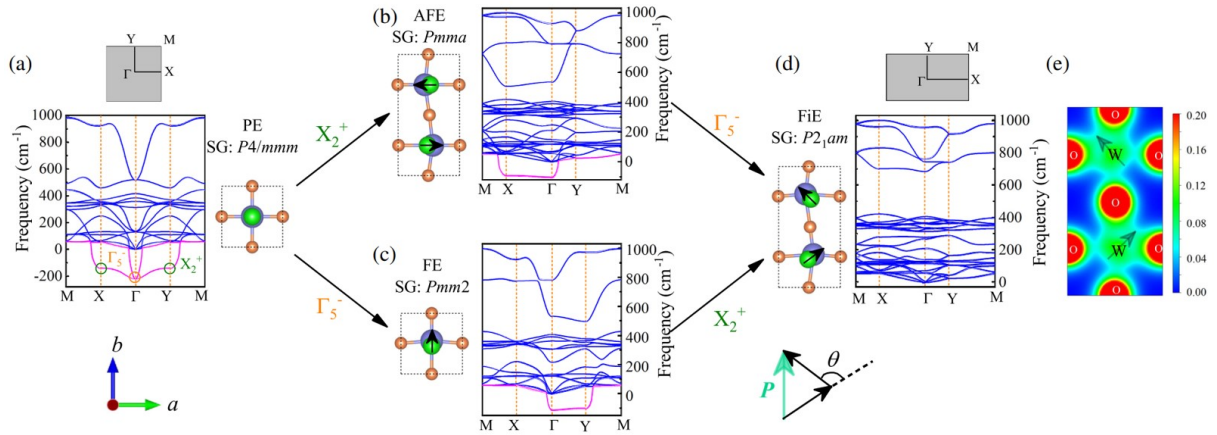 (a)
Y
M
Γ
X
1000
800
600
400
200
0
-200
Frequency (cm⁻¹)
Γ₅⁻
X₂⁺
M
X
Γ
Y
M
PE
SG: P4/mmm
b
a
X₂⁺
Γ₅⁻
(b)
AFE
SG: Pmma
1000
800
600
400
200
0
Frequency (cm⁻¹)
M
X
Γ
Y
M
(c)
FE
SG: Pmm2
1000
800
600
400
200
0
Frequency (cm⁻¹)
M
X
Γ
Y
M
Γ₅⁻
X₂⁺
(d)
Y
M
Γ
X
FiE
SG: P2₁am
1000
800
600
400
200
0
Frequency (cm⁻¹)
M
X
Γ
Y
M
P
θ
(e)
O
W
O
O
O
O
W
O
O
0.20
0.16
0.12
0.08
0.04
0.00